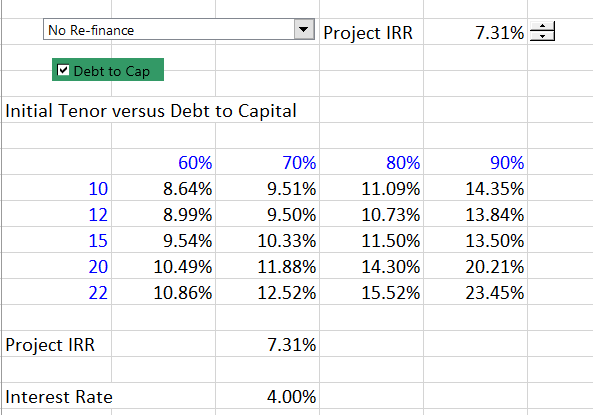 No Re-finance Project IRR 7.31%
Debt to Cap
Initial Tenor versus Debt to Capital
60% 70% 80% 90%
10 8.64% 9.51% 11.09% 14.35%
12 8.99% 9.50% 10.73% 13.84%
15 9.54% 10.33% 11.50% 13.50%
20 10.49% 11.88% 14.30% 20.21%
22 10.86% 12.52% 15.52% 23.45%
Project IRR 7.31%
Interest Rate 4.00%